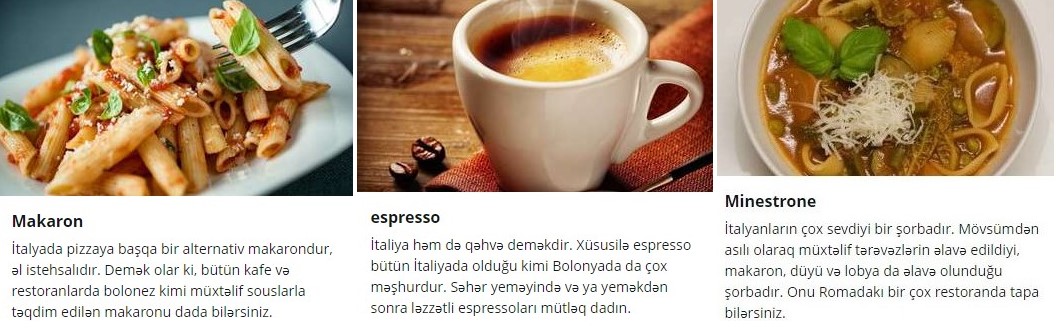 Makaron
İtalyada pizzaya başqa bir alternativ makarondur,
əl istehsalıdır. Demək olar ki, bütün kafe və
restoranlarda bolonez kimi müxtəlif souslarla
təqdim edilən makaronu dada bilərsiniz.
espresso
İtaliya həm də qəhvə deməkdir. Xüsusilə espresso
bütün İtaliyada olduğu kimi Bolonyada da çox
məşhurdur. Səhər yeməyində və ya yeməkdən
sonra ləzzətli espressoları mütləq dadın.
Minestrone
İtalyanların çox sevdiyi bir şorbadır. Mövsümdən
asılı olaraq müxtəlif tərəvəzlərin əlavə edildiyi,
makaron, düyü və lobya da əlavə olunduğu
şorbadır. Onu Romadakı bir çox restoranda tapa
bilərsiniz.